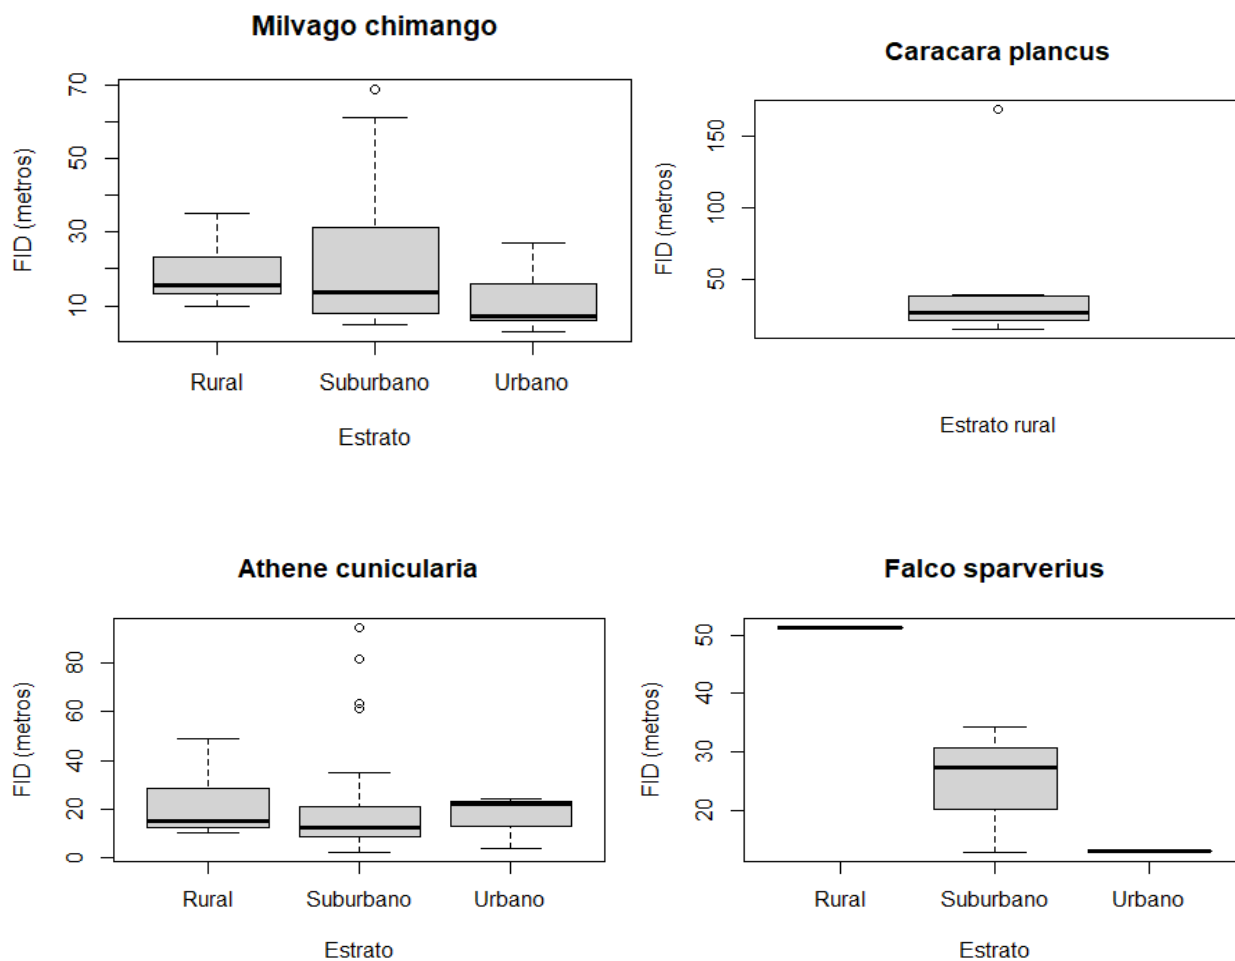 Milvago chimango
FID (metros)
70
50
30
10
Rural Suburbano Urbano
Estrato
Caracara plancus
FID (metros)
150
100
50
Estrato rural
Athene cunicularia
FID (metros)
80
60
40
20
0
Rural Suburbano Urbano
Estrato
Falco sparverius
FID (metros)
50
40
30
20
Rural Suburbano Urbano
Estrato